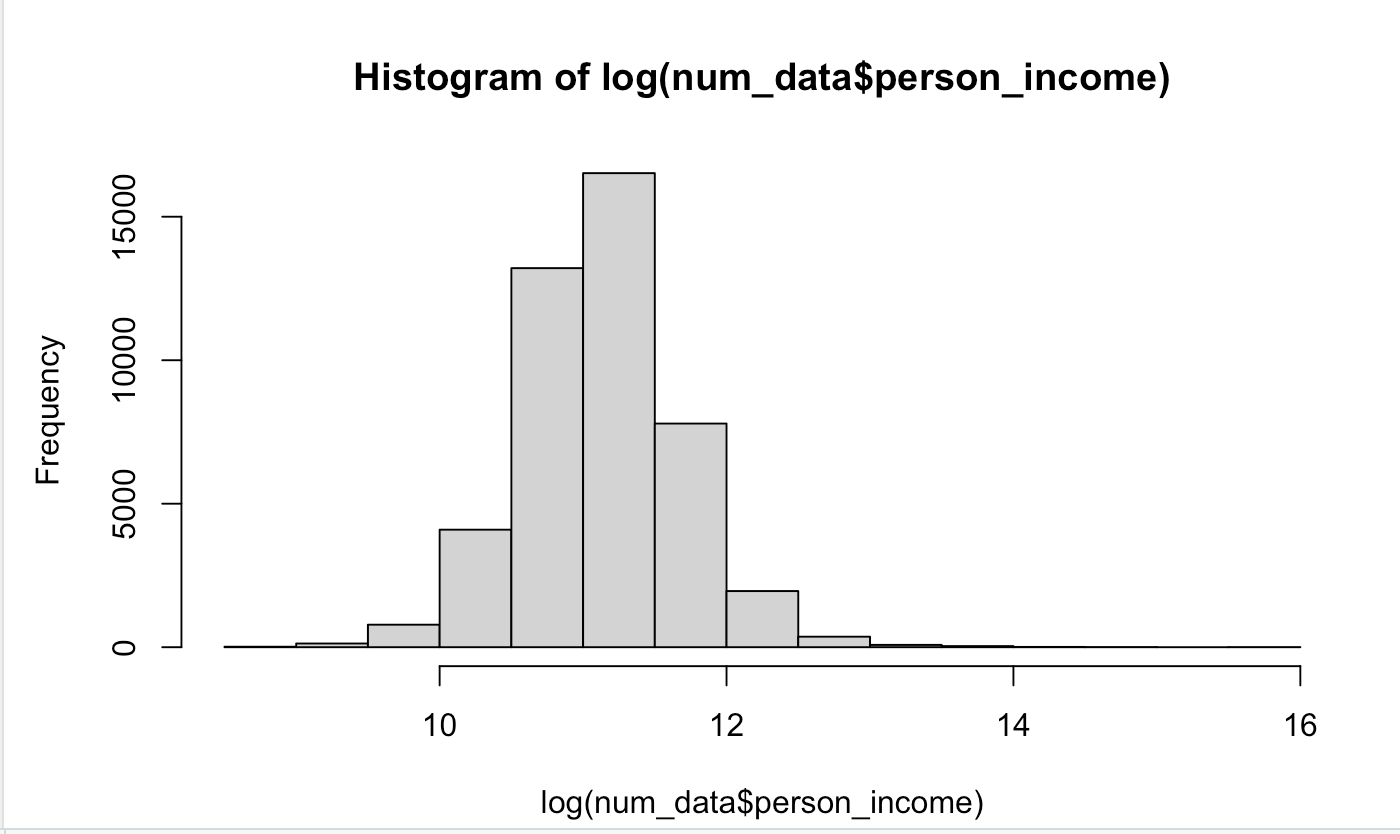 Histogram of log(num_data$person_income)
15000
10000
5000
0
Frequency
10 12 14 16
log(num_data$person_income)